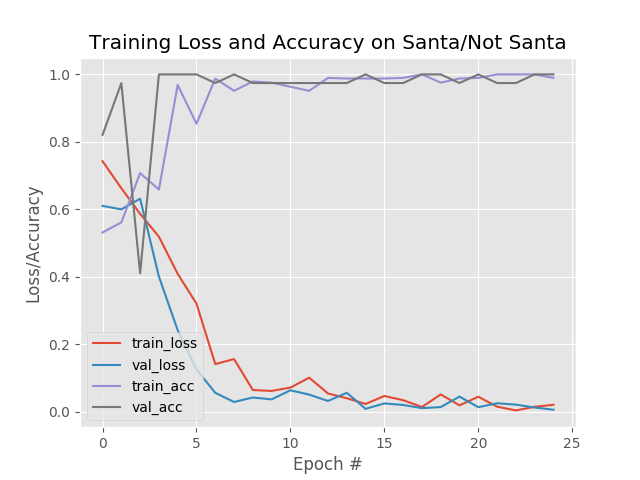 Training Loss and Accuracy on Santa/Not Santa
Loss/Accuracy
1.0
0.8
0.6
0.4
0.2
0.0
train_loss
val_loss
train_acc
val_acc
0 5 10 15 20 25
Epoch #